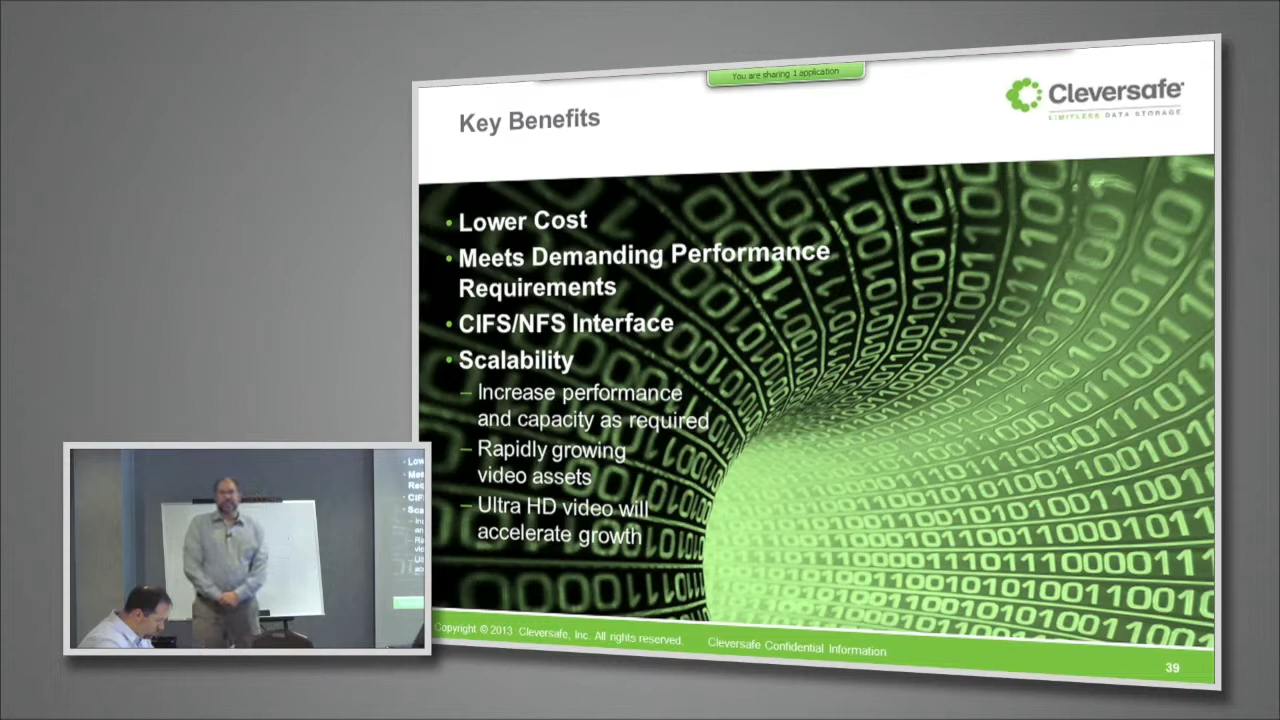 You are sharing 1 application
Cleversafe
LIMITLESS DATA STORAGE
Key Benefits
• Lower Cost
• Meets Demanding Performance
Requirements
• CIFS/NFS Interface
• Scalability
– Increase performance
and capacity as required
– Rapidly growing
video assets
– Ultra HD video will
accelerate growth
Copyright © 2013 Cleversafe, Inc. All rights reserved. Cleversafe Confidential Information
39